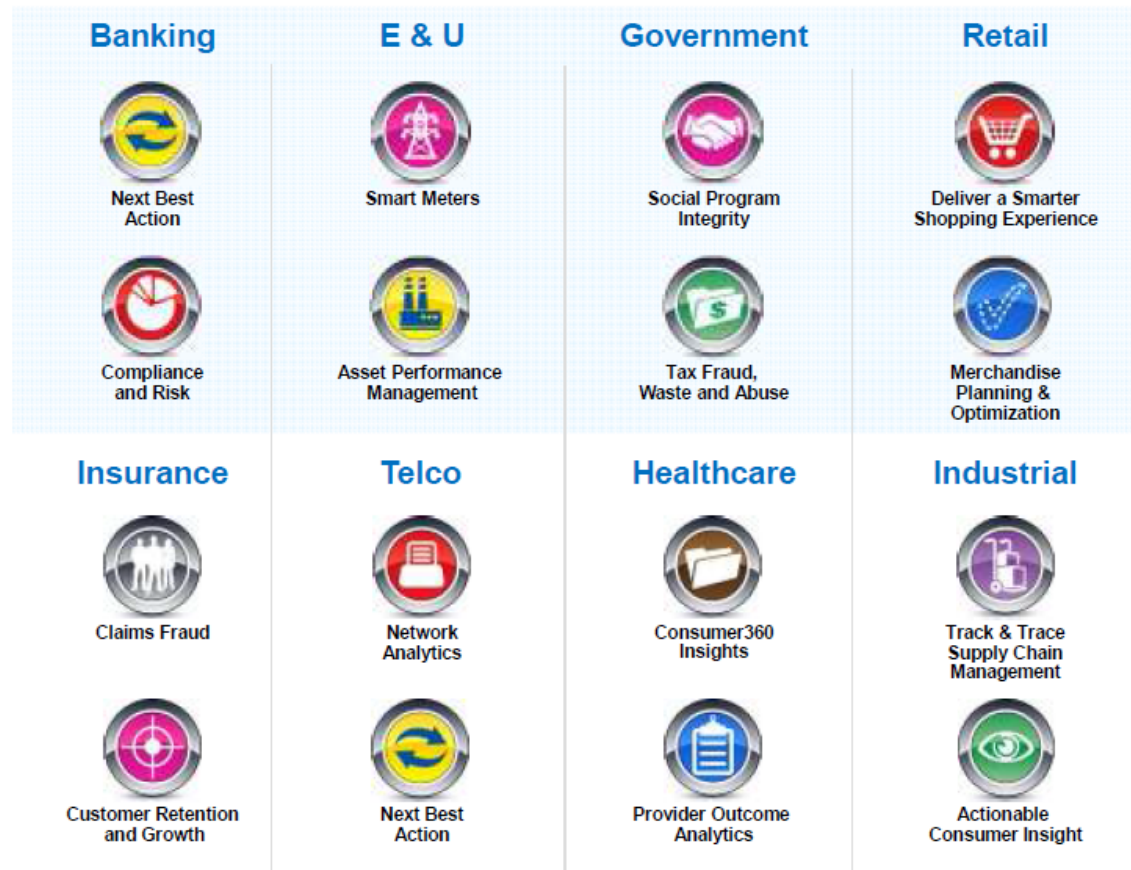 Banking
E & U
Government
Retail
Next Best
Action
Smart Meters
Social Program
Integrity
Deliver a Smarter
Shopping Experience
Compliance
and Risk
Asset Performance
Management
Tax Fraud,
Waste and Abuse
Merchandise
Planning &
Optimization
Insurance
Telco
Healthcare
Industrial
Claims Fraud
Network
Analytics
Consumer360
Insights
Track & Trace
Supply Chain
Management
Customer Retention
and Growth
Next Best
Action
Provider Outcome
Analytics
Actionable
Consumer Insight
$